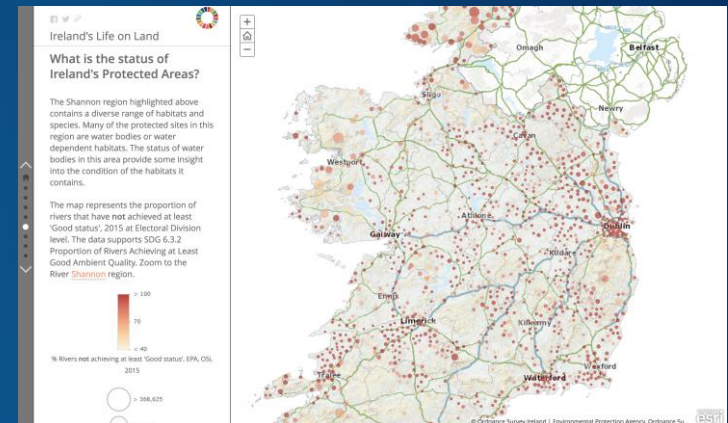 Ireland's Life on Land
What is the status of
Ireland's Protected Areas?
The Shannon region highlighted above
contains a diverse range of habitats and
species. Many of the protected sites in this
region are water bodies or water
dependent habitats. The status of water
bodies in this area provide some insight
into the condition of the habitats it
contains.
The map represents the proportion of
rivers that have not achieved at least
'Good status', 2015 at Electoral Division
level. The data supports SDG 6.3.2
Proportion of Rivers Achieving at Least
Good Ambient Quality. Zoom to the
River Shannon region.
> 100
70
< 40
% Rivers not achieving at least 'Good status', EPA, OSi,
2015
> 368,625
Omagh
Belfast
Sligo
Newry
Cavan
Westport
Athlone
Dublin
Galway
Kildare
Ennis
Limerick
Kilkenny
Wexford
Tralee
Waterford
© Ordnance Survey Ireland | Environmental Protection Agency, Ordnance Su...
esri